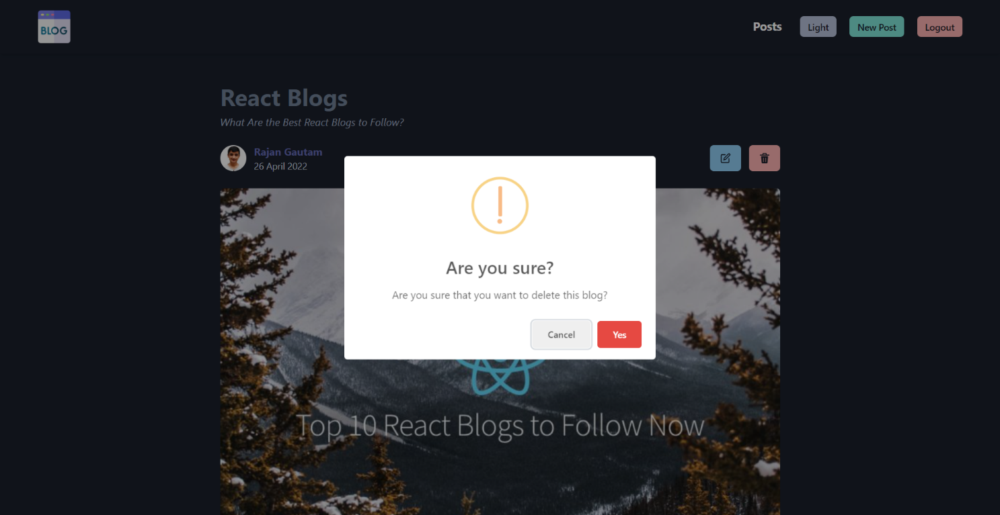 BLOG
Posts
Light
New Post
Logout
React Blogs
What Are the Best React Blogs to Follow?
Rajan Gautam
26 April 2022
Are you sure?
Are you sure that you want to delete this blog?
Cancel
Yes
Top 10 React Blogs to Follow Now